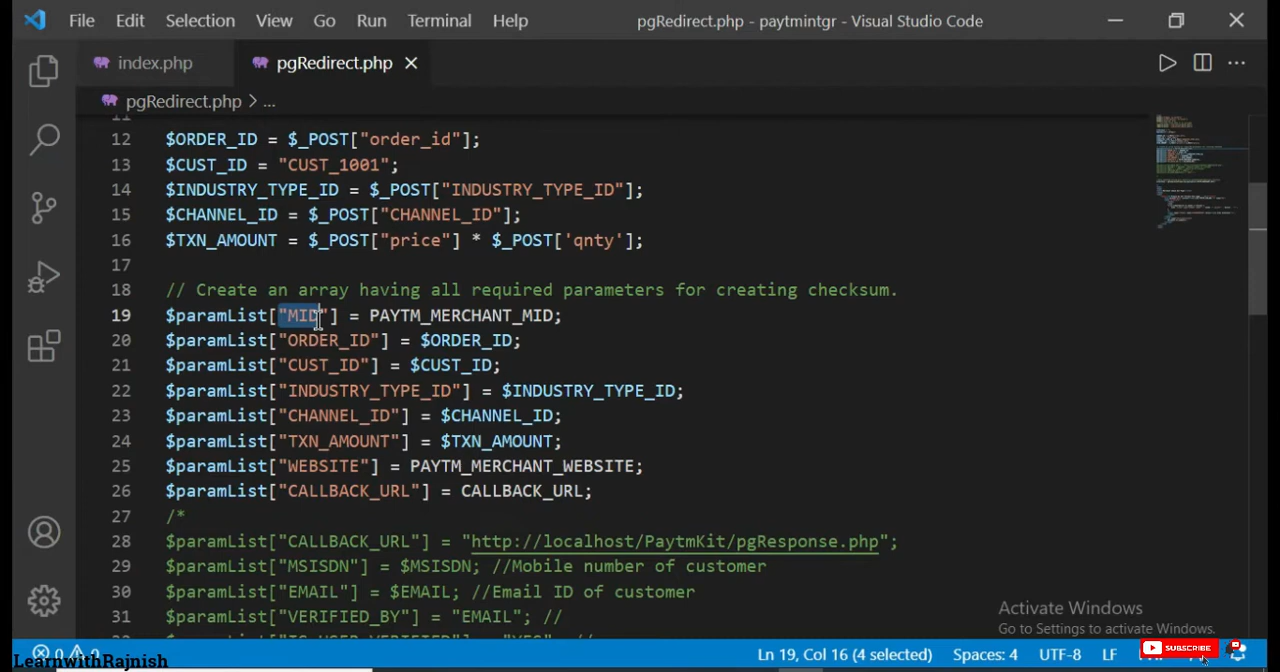 File Edit Selection View Go Run Terminal Help pgRedirect.php - paytmintgr - Visual Studio Code
index.php pgRedirect.php
pgRedirect.php > ...
11
12 $ORDER_ID = $_POST["order_id"];
13 $CUST_ID = "CUST_1001";
14 $INDUSTRY_TYPE_ID = $_POST["INDUSTRY_TYPE_ID"];
15 $CHANNEL_ID = $_POST["CHANNEL_ID"];
16 $TXN_AMOUNT = $_POST["price"] * $_POST['qnty'];
17
18 // Create an array having all required parameters for creating checksum.
19 $paramList["MID"] = PAYTM_MERCHANT_MID;
20 $paramList["ORDER_ID"] = $ORDER_ID;
21 $paramList["CUST_ID"] = $CUST_ID;
22 $paramList["INDUSTRY_TYPE_ID"] = $INDUSTRY_TYPE_ID;
23 $paramList["CHANNEL_ID"] = $CHANNEL_ID;
24 $paramList["TXN_AMOUNT"] = $TXN_AMOUNT;
25 $paramList["WEBSITE"] = PAYTM_MERCHANT_WEBSITE;
26 $paramList["CALLBACK_URL"] = CALLBACK_URL;
27 /*
28 $paramList["CALLBACK_URL"] = "http://localhost/PaytmKit/pgResponse.php";
29 $paramList["MSISDN"] = $MSISDN; //Mobile number of customer
30 $paramList["EMAIL"] = $EMAIL; //Email ID of customer
31 $paramList["VERIFIED_BY"] = "EMAIL"; //
Activate Windows
Go to Settings to activate Windows.
SUBSCRIBE
0 0 Ln 19, Col 16 (4 selected) Spaces: 4 UTF-8 LF
LearnwithRajnish